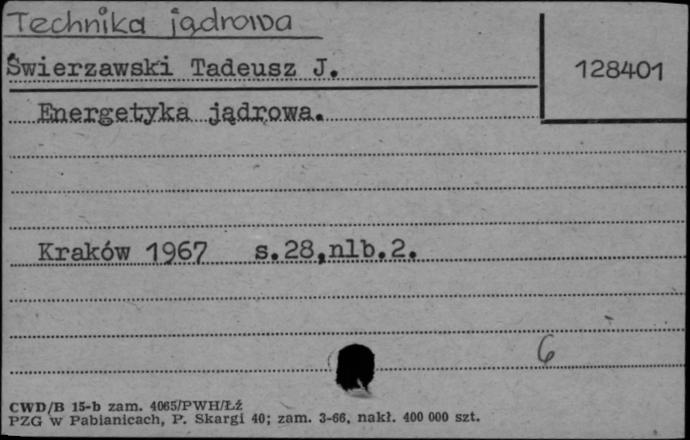 Technika jądrowa
Świerzawski Tadeusz J.
128401
Energetyka jądrowa.
Kraków 1967 s.28,nlb.2.
6
CWD/B 15-b zam. 4065/PWH/Łź
PZG w Pabianicach, P. Skargi 40; zam. 3-66, nakł. 400 000 szt.